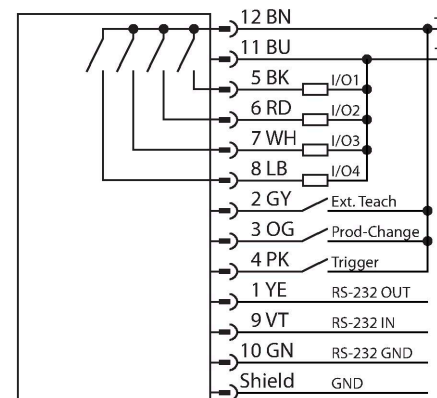 12 BN
11 BU
5 BK I/O1
6 RD I/O2
7 WH I/O3
8 LB I/O4
2 GY Ext. Teach
3 OG Prod-Change
4 PK Trigger
1 YE RS-232 OUT
9 VT RS-232 IN
10 GN RS-232 GND
Shield GND